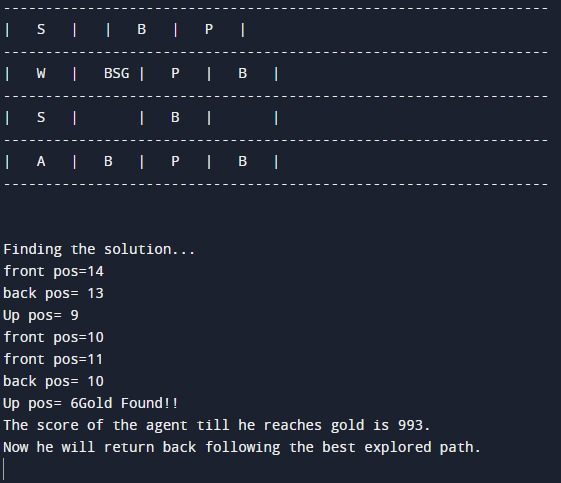 -----------------------------------------------------------------
|   S   |   |   B   |   P   |
-----------------------------------------------------------------
|   W   |   BSG |   P   |   B   |
-----------------------------------------------------------------
|   S   |       |   B   |       |
-----------------------------------------------------------------
|   A   |   B   |   P   |   B   |
-----------------------------------------------------------------
Finding the solution...
front pos=14
back pos= 13
Up pos= 9
front pos=10
front pos=11
back pos= 10
Up pos= 6Gold Found!!
The score of the agent till he reaches gold is 993.
Now he will return back following the best explored path.